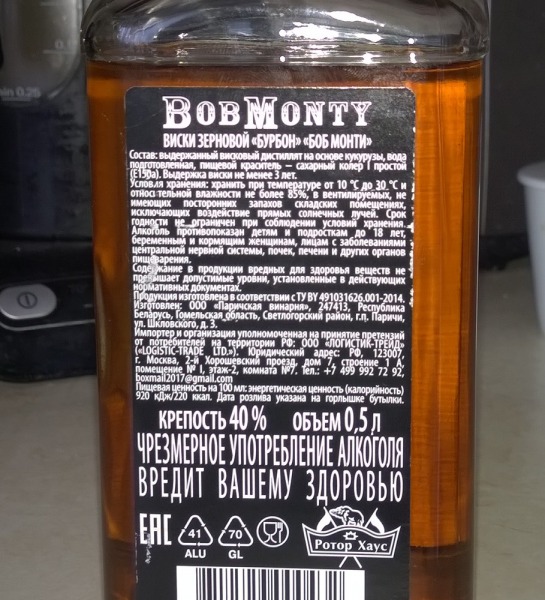 BOB MONTY
ВИСКИ ЗЕРНОВОЙ «БУРБОН» «БОБ МОНТИ»
Состав: выдержанный висковый дистиллят на основе кукурузы, вода
подготовленная, пищевой краситель – сахарный колер I простой
(Е150а). Выдержка виски не менее 3 лет.
Условия хранения: хранить при температуре от 10 °С до 30 °С и
относительной влажности не более 85%, в вентилируемых, не
имеющих посторонних запахов складских помещениях,
исключающих воздействие прямых солнечных лучей. Срок
годности не ограничен при соблюдении условий хранения.
Алкоголь противопоказан детям и подросткам до 18 лет,
беременным и кормящим женщинам, лицам с заболеваниями
центральной нервной системы, почек, печени и других органов
пищеварения.
Содержание в продукции вредных для здоровья веществ не
превышает допустимые уровни, установленные в действующих
нормативных документах.
Продукция изготовлена в соответствии с ТУ BY 491031626.001-2014.
Изготовлен: ООО «Паричская винарня», 247413, Республика
Беларусь, Гомельская область, Светлогорский район, г.п. Паричи,
ул. Шкловского, д. 3.
Импортер и организация уполномоченная на принятие претензий
от потребителей на территории РФ: ООО «ЛОГИСТИК-ТРЕЙД»
(«LOGISTIC-TRADE LTD.»). Юридический адрес: РФ, 123007,
г. Москва, 2-й Хорошевский проезд, дом 7, строение 1 А,
помещение № I, этаж-2, комната №7. Тел.: +7 499 992 72 92,
boxmail2017@gmail.com
Пищевая ценность на 100 мл: энергетическая ценность (калорийность)
920 кДж/220 ккал. Дата розлива указана на горлышке бутылки.
КРЕПОСТЬ 40 % ОБЪЕМ 0,5 л
ЧРЕЗМЕРНОЕ УПОТРЕБЛЕНИЕ АЛКОГОЛЯ
ВРЕДИТ ВАШЕМУ ЗДОРОВЬЮ
EAC 41 70
ALU GL
Ротор Хаус